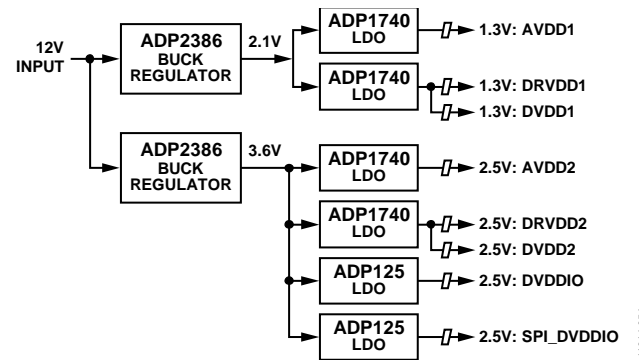 12V
INPUT
ADP2386
BUCK
REGULATOR
2.1V
ADP1740
LDO
1.3V: AVDD1
ADP1740
LDO
1.3V: DRVDD1
1.3V: DVDD1
ADP2386
BUCK
REGULATOR
3.6V
ADP1740
LDO
2.5V: AVDD2
ADP1740
LDO
2.5V: DRVDD2
2.5V: DVDD2
ADP125
LDO
2.5V: DVDDIO
ADP125
LDO
2.5V: SPI_DVDDIO